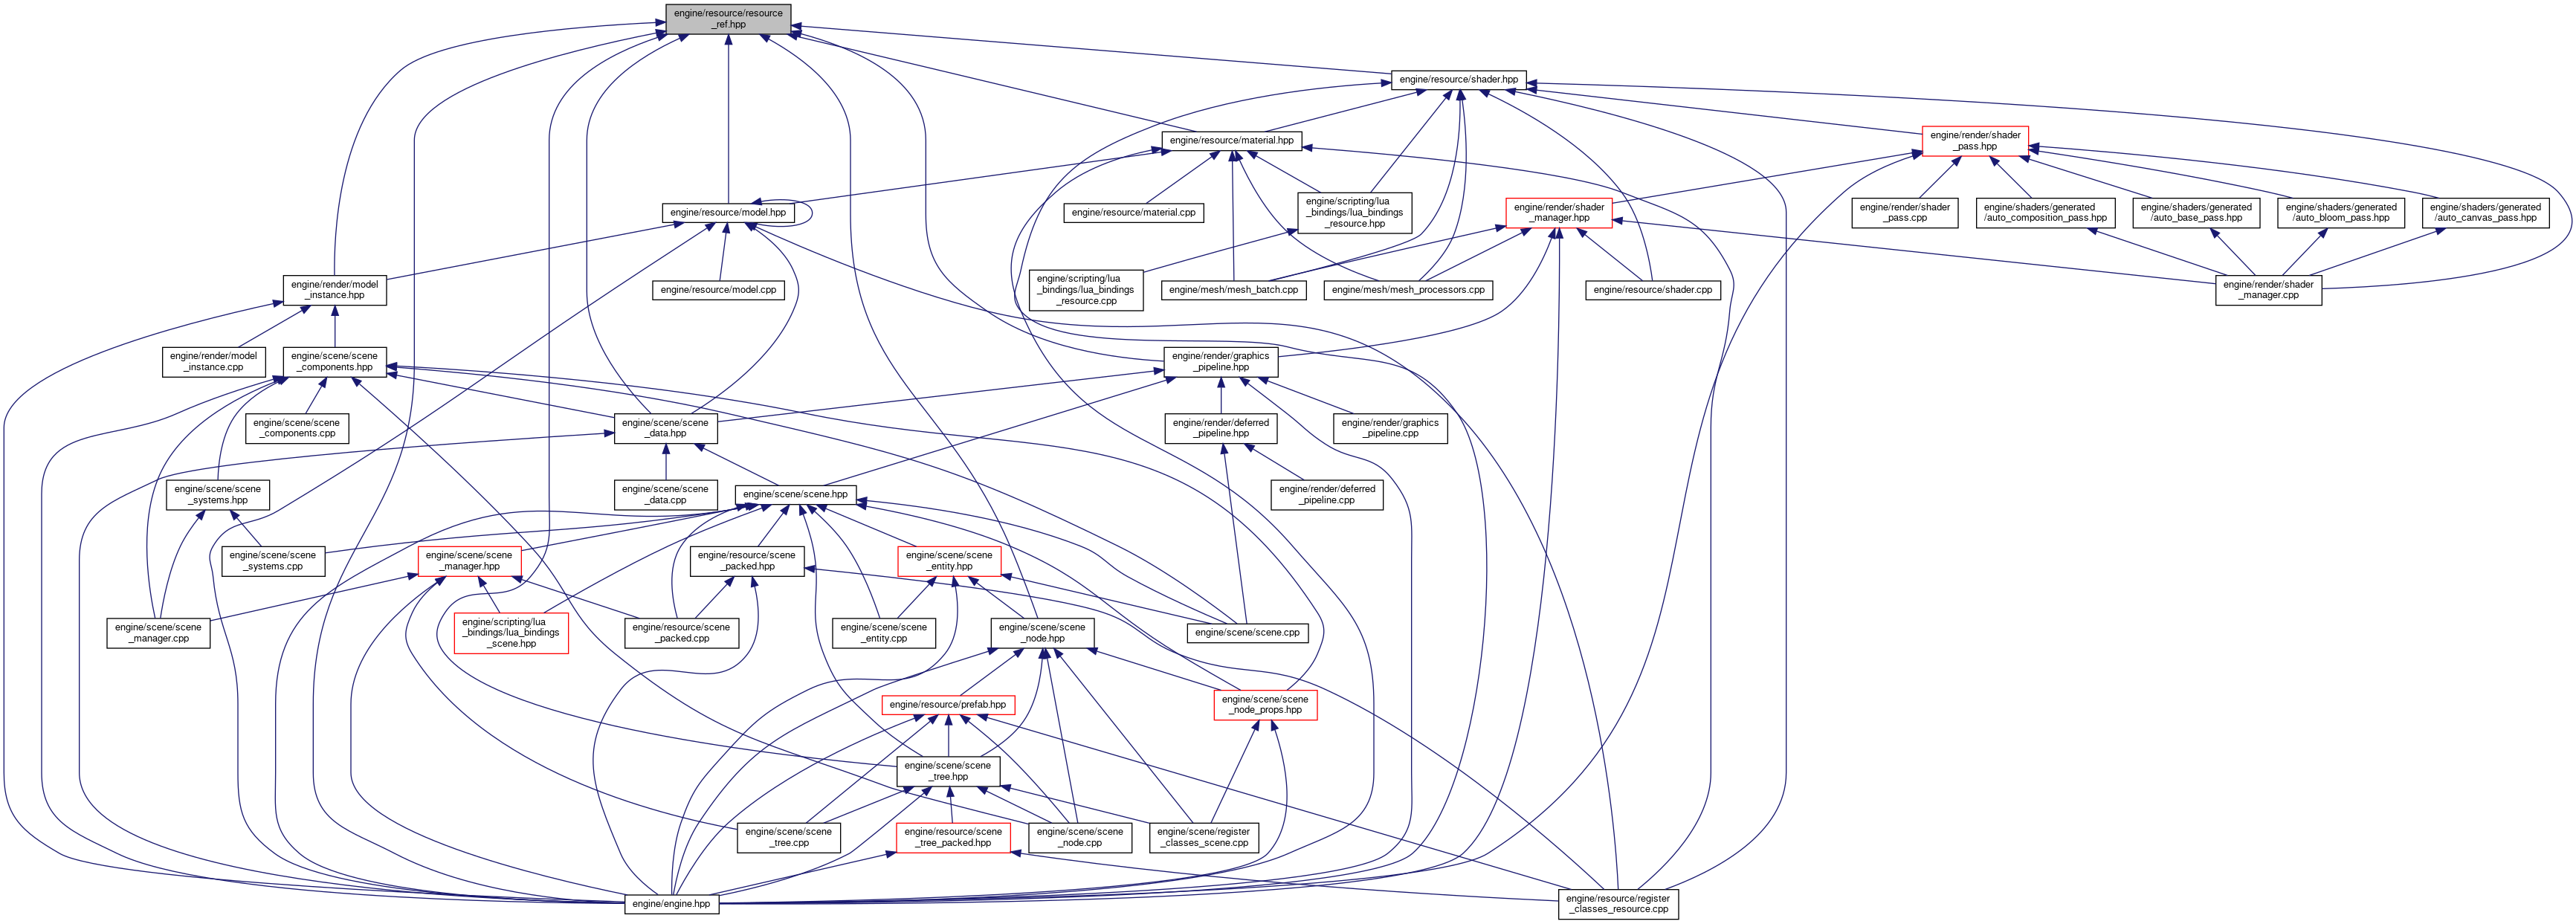 engine/resource/resource
_ref.hpp
engine/resource/shader.hpp
engine/resource/material.hpp
engine/render/shader
_pass.hpp
engine/resource/model.hpp
engine/resource/material.cpp
engine/scripting/lua
_bindings/lua_bindings
_resource.hpp
engine/render/shader
_manager.hpp
engine/render/shader
_pass.cpp
engine/shaders/generated
/auto_composition_pass.hpp
engine/shaders/generated
/auto_base_pass.hpp
engine/shaders/generated
/auto_bloom_pass.hpp
engine/shaders/generated
/auto_canvas_pass.hpp
engine/render/model
_instance.hpp
engine/resource/model.cpp
engine/scripting/lua
_bindings/lua_bindings
_resource.cpp
engine/mesh/mesh_batch.cpp
engine/mesh/mesh_processors.cpp
engine/resource/shader.cpp
engine/render/shader
_manager.cpp
engine/render/model
_instance.cpp
engine/scene/scene
_components.hpp
engine/render/graphics
_pipeline.hpp
engine/scene/scene
_components.cpp
engine/scene/scene
_data.hpp
engine/render/deferred
_pipeline.hpp
engine/render/graphics
_pipeline.cpp
engine/scene/scene
_systems.hpp
engine/scene/scene
_data.cpp
engine/scene/scene.hpp
engine/render/deferred
_pipeline.cpp
engine/scene/scene
_systems.cpp
engine/scene/scene
_manager.hpp
engine/resource/scene
_packed.hpp
engine/scene/scene
_entity.hpp
engine/scene/scene
_manager.cpp
engine/scripting/lua
_bindings/lua_bindings
_scene.hpp
engine/resource/scene
_packed.cpp
engine/scene/scene
_entity.cpp
engine/scene/scene
_node.hpp
engine/scene/scene.cpp
engine/resource/prefab.hpp
engine/scene/scene
_node_props.hpp
engine/scene/scene
_tree.hpp
engine/scene/scene
_tree.cpp
engine/resource/scene
_tree_packed.hpp
engine/scene/scene
_node.cpp
engine/scene/register
_classes_scene.cpp
engine/engine.hpp
engine/resource/register
_classes_resource.cpp